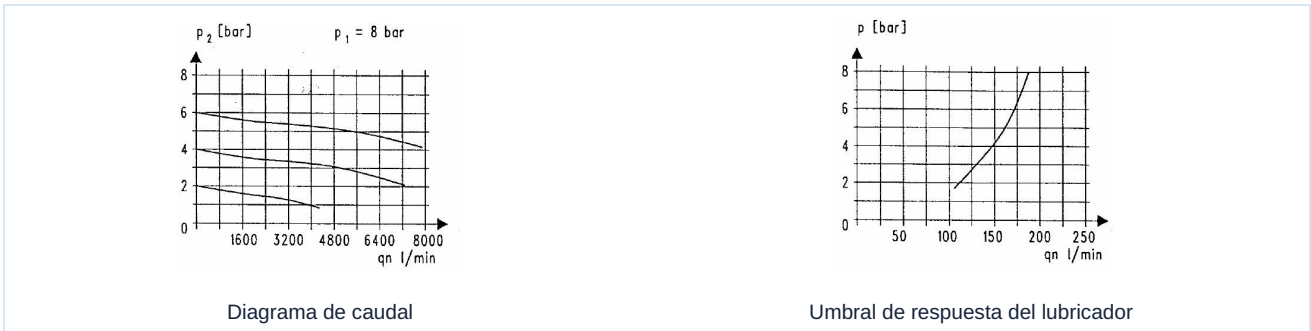 p2 [bar] p1 = 8 bar
8
6
4
2
0
1600 3200 4800 6400 8000
qn l/min
Diagrama de caudal
p [bar]
8
6
4
2
0
50 100 150 200 250
qn l/min
Umbral de respuesta del lubricador